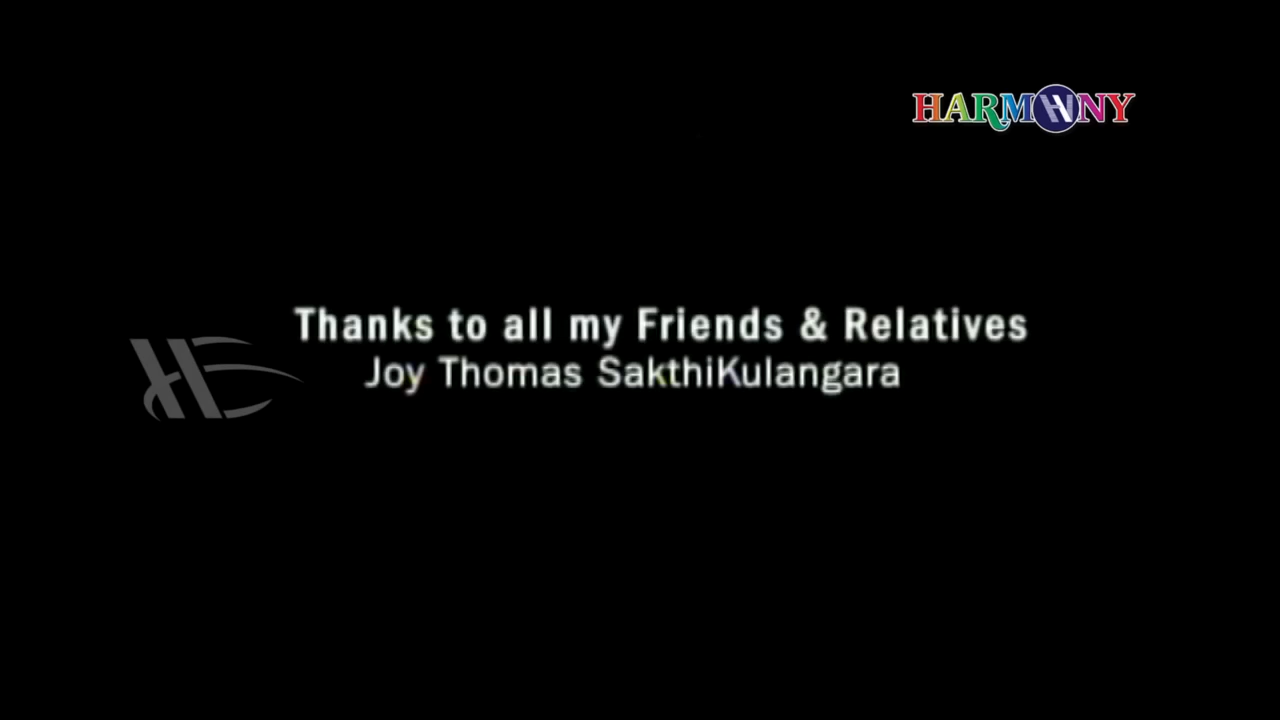 HARMONY
Thanks to all my Friends & Relatives
Joy Thomas SakthiKulangara